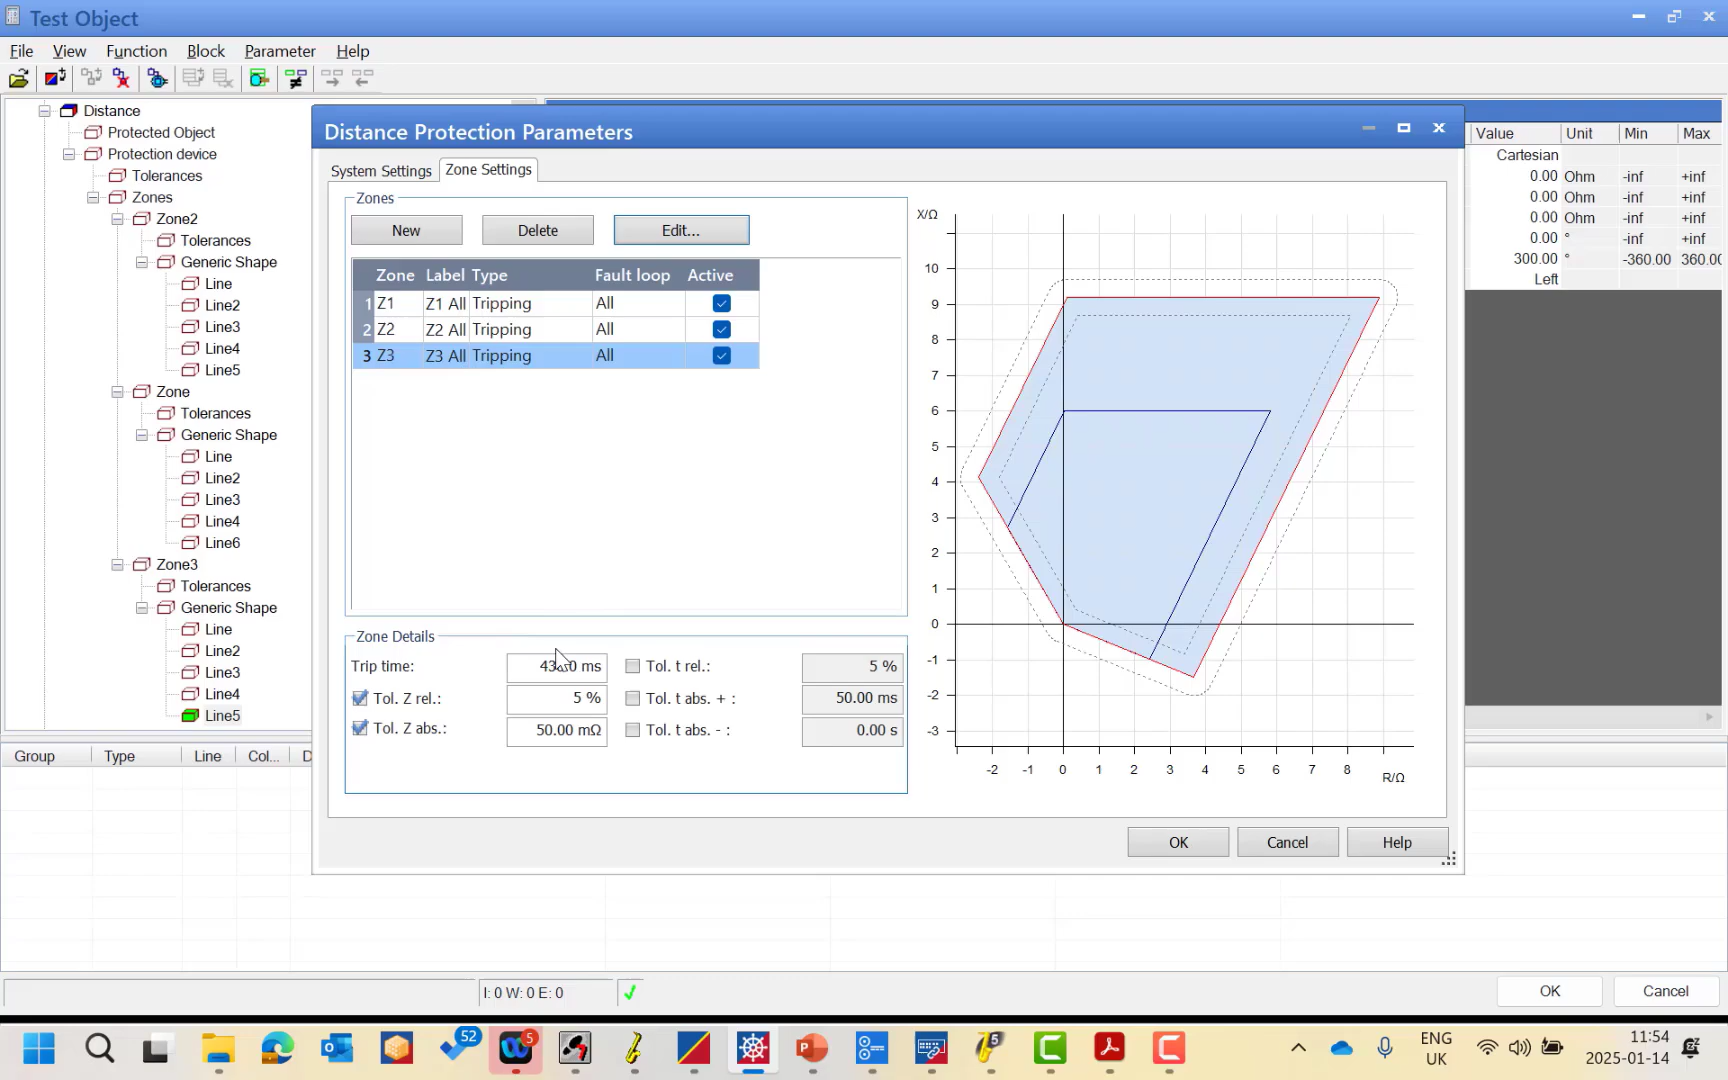 Test Object
File View Function Block Parameter Help
Distance
Protected Object
Protection device
Tolerances
Zones
Zone2
Tolerances
Generic Shape
Line
Line2
Line3
Line4
Line5
Zone
Tolerances
Generic Shape
Line
Line2
Line3
Line4
Line6
Zone3
Tolerances
Generic Shape
Line
Line2
Line3
Line4
Line5
Distance Protection Parameters
System Settings Zone Settings
Zones
New Delete Edit...
Zone Label Type Fault loop Active
1 Z1 Z1 All Tripping All
2 Z2 Z2 All Tripping All
3 Z3 Z3 All Tripping All
Zone Details
Trip time: ms Tol. t rel.: 5 %
Tol. Z rel.: 5 % Tol. t abs. + : 50.00 ms
Tol. Z abs.: 50.00 mΩ Tol. t abs. - : 0.00 s
X/Ω
10
9
8
7
6
5
4
3
2
1
0
-1
-2
-3
-2 -1 0 1 2 3 4 5 6 7 8
R/Ω
OK Cancel Help
Value Unit Min Max
Cartesian
0.00 Ohm -inf +inf
0.00 Ohm -inf +inf
0.00 Ohm -inf +inf
0.00 ° -inf +inf
300.00 ° -360.00 360.00
Left
Group Type Line Col... D
I: 0 W: 0 E: 0
OK Cancel
52
5
5
ENG
UK
11:54
2025-01-14